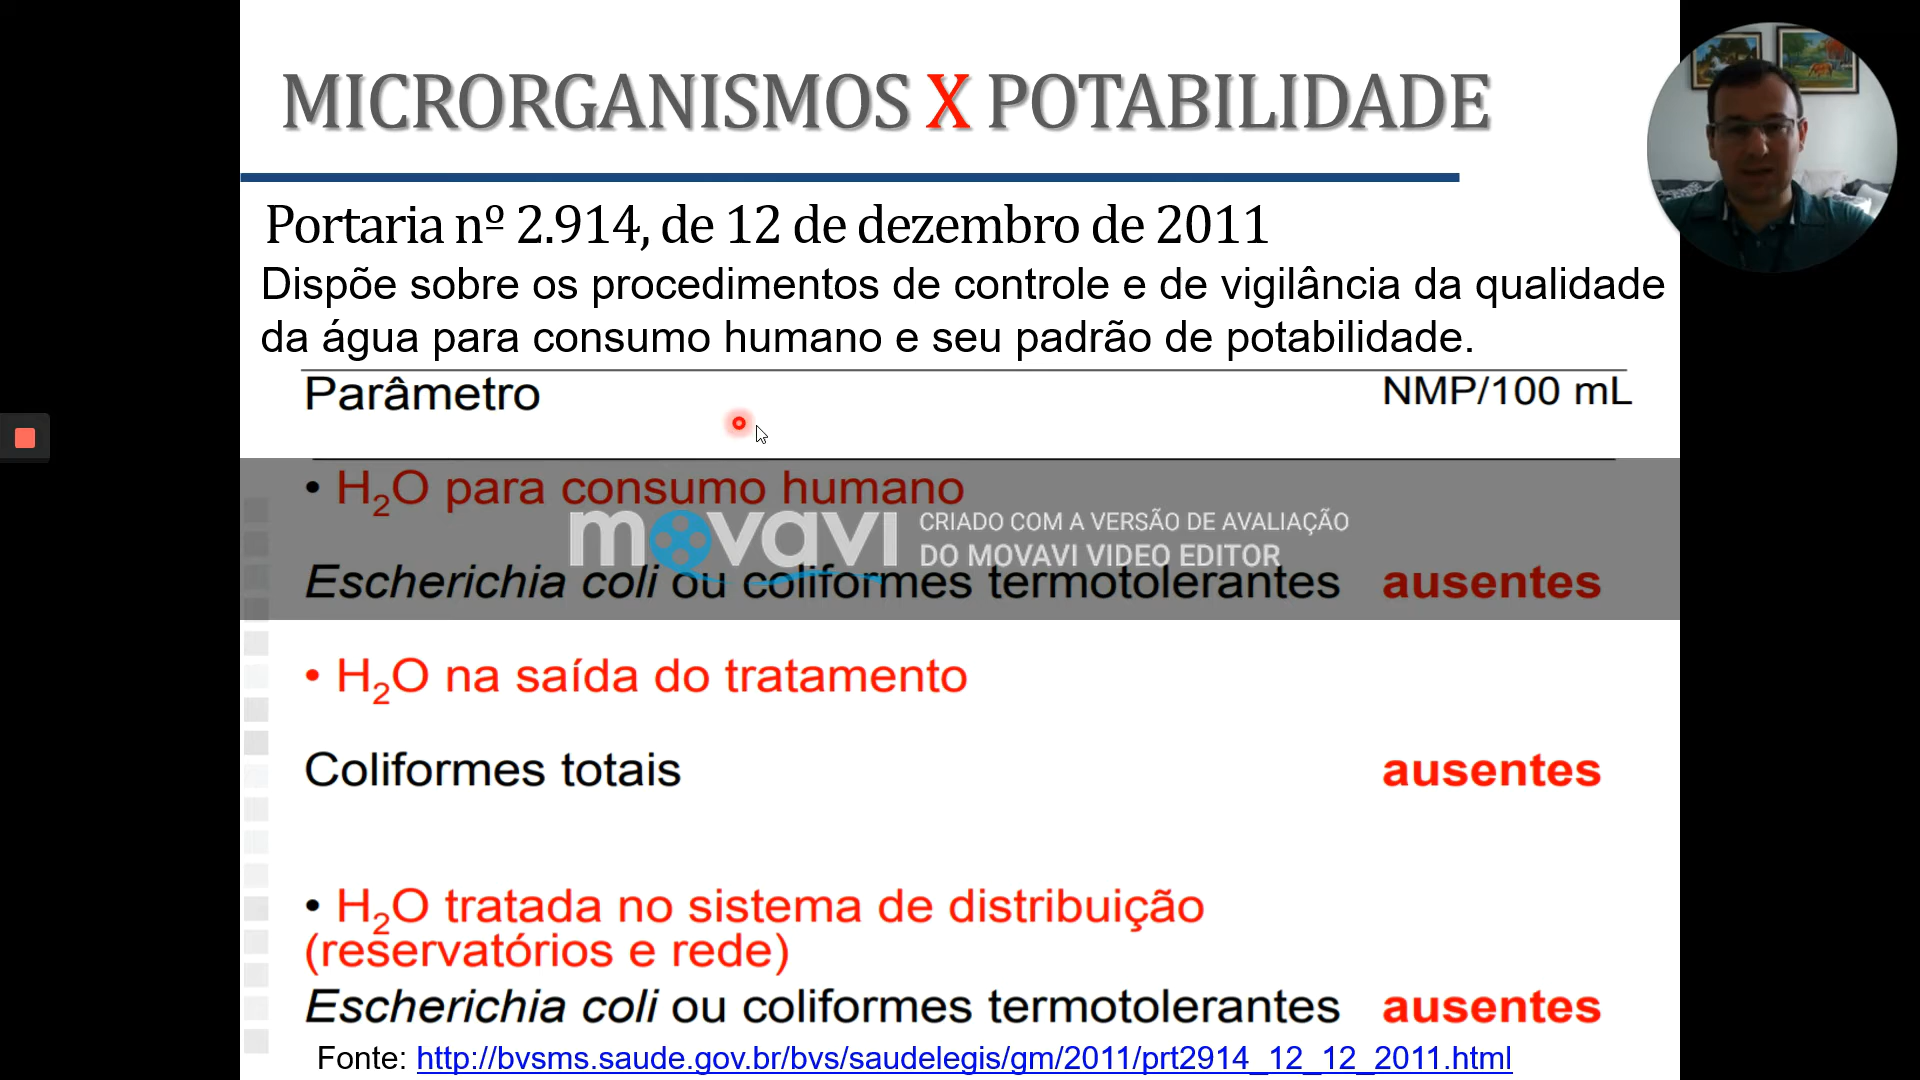 MICRORGANISMOS X POTABILIDADE
Portaria nº 2.914, de 12 de dezembro de 2011
Dispõe sobre os procedimentos de controle e de vigilância da qualidade
da água para consumo humano e seu padrão de potabilidade.
Parâmetro NMP/100 mL
• H₂O para consumo humano
movavi CRIADO COM A VERSÃO DE AVALIAÇÃO
DO MOVAVI VIDEO EDITOR
Escherichia coli ou coliformes termotolerantes ausentes
• H₂O na saída do tratamento
Coliformes totais ausentes
• H₂O tratada no sistema de distribuição
(reservatórios e rede)
Escherichia coli ou coliformes termotolerantes ausentes
Fonte: http://bvsms.saude.gov.br/bvs/saudelegis/gm/2011/prt2914_12_12_2011.html